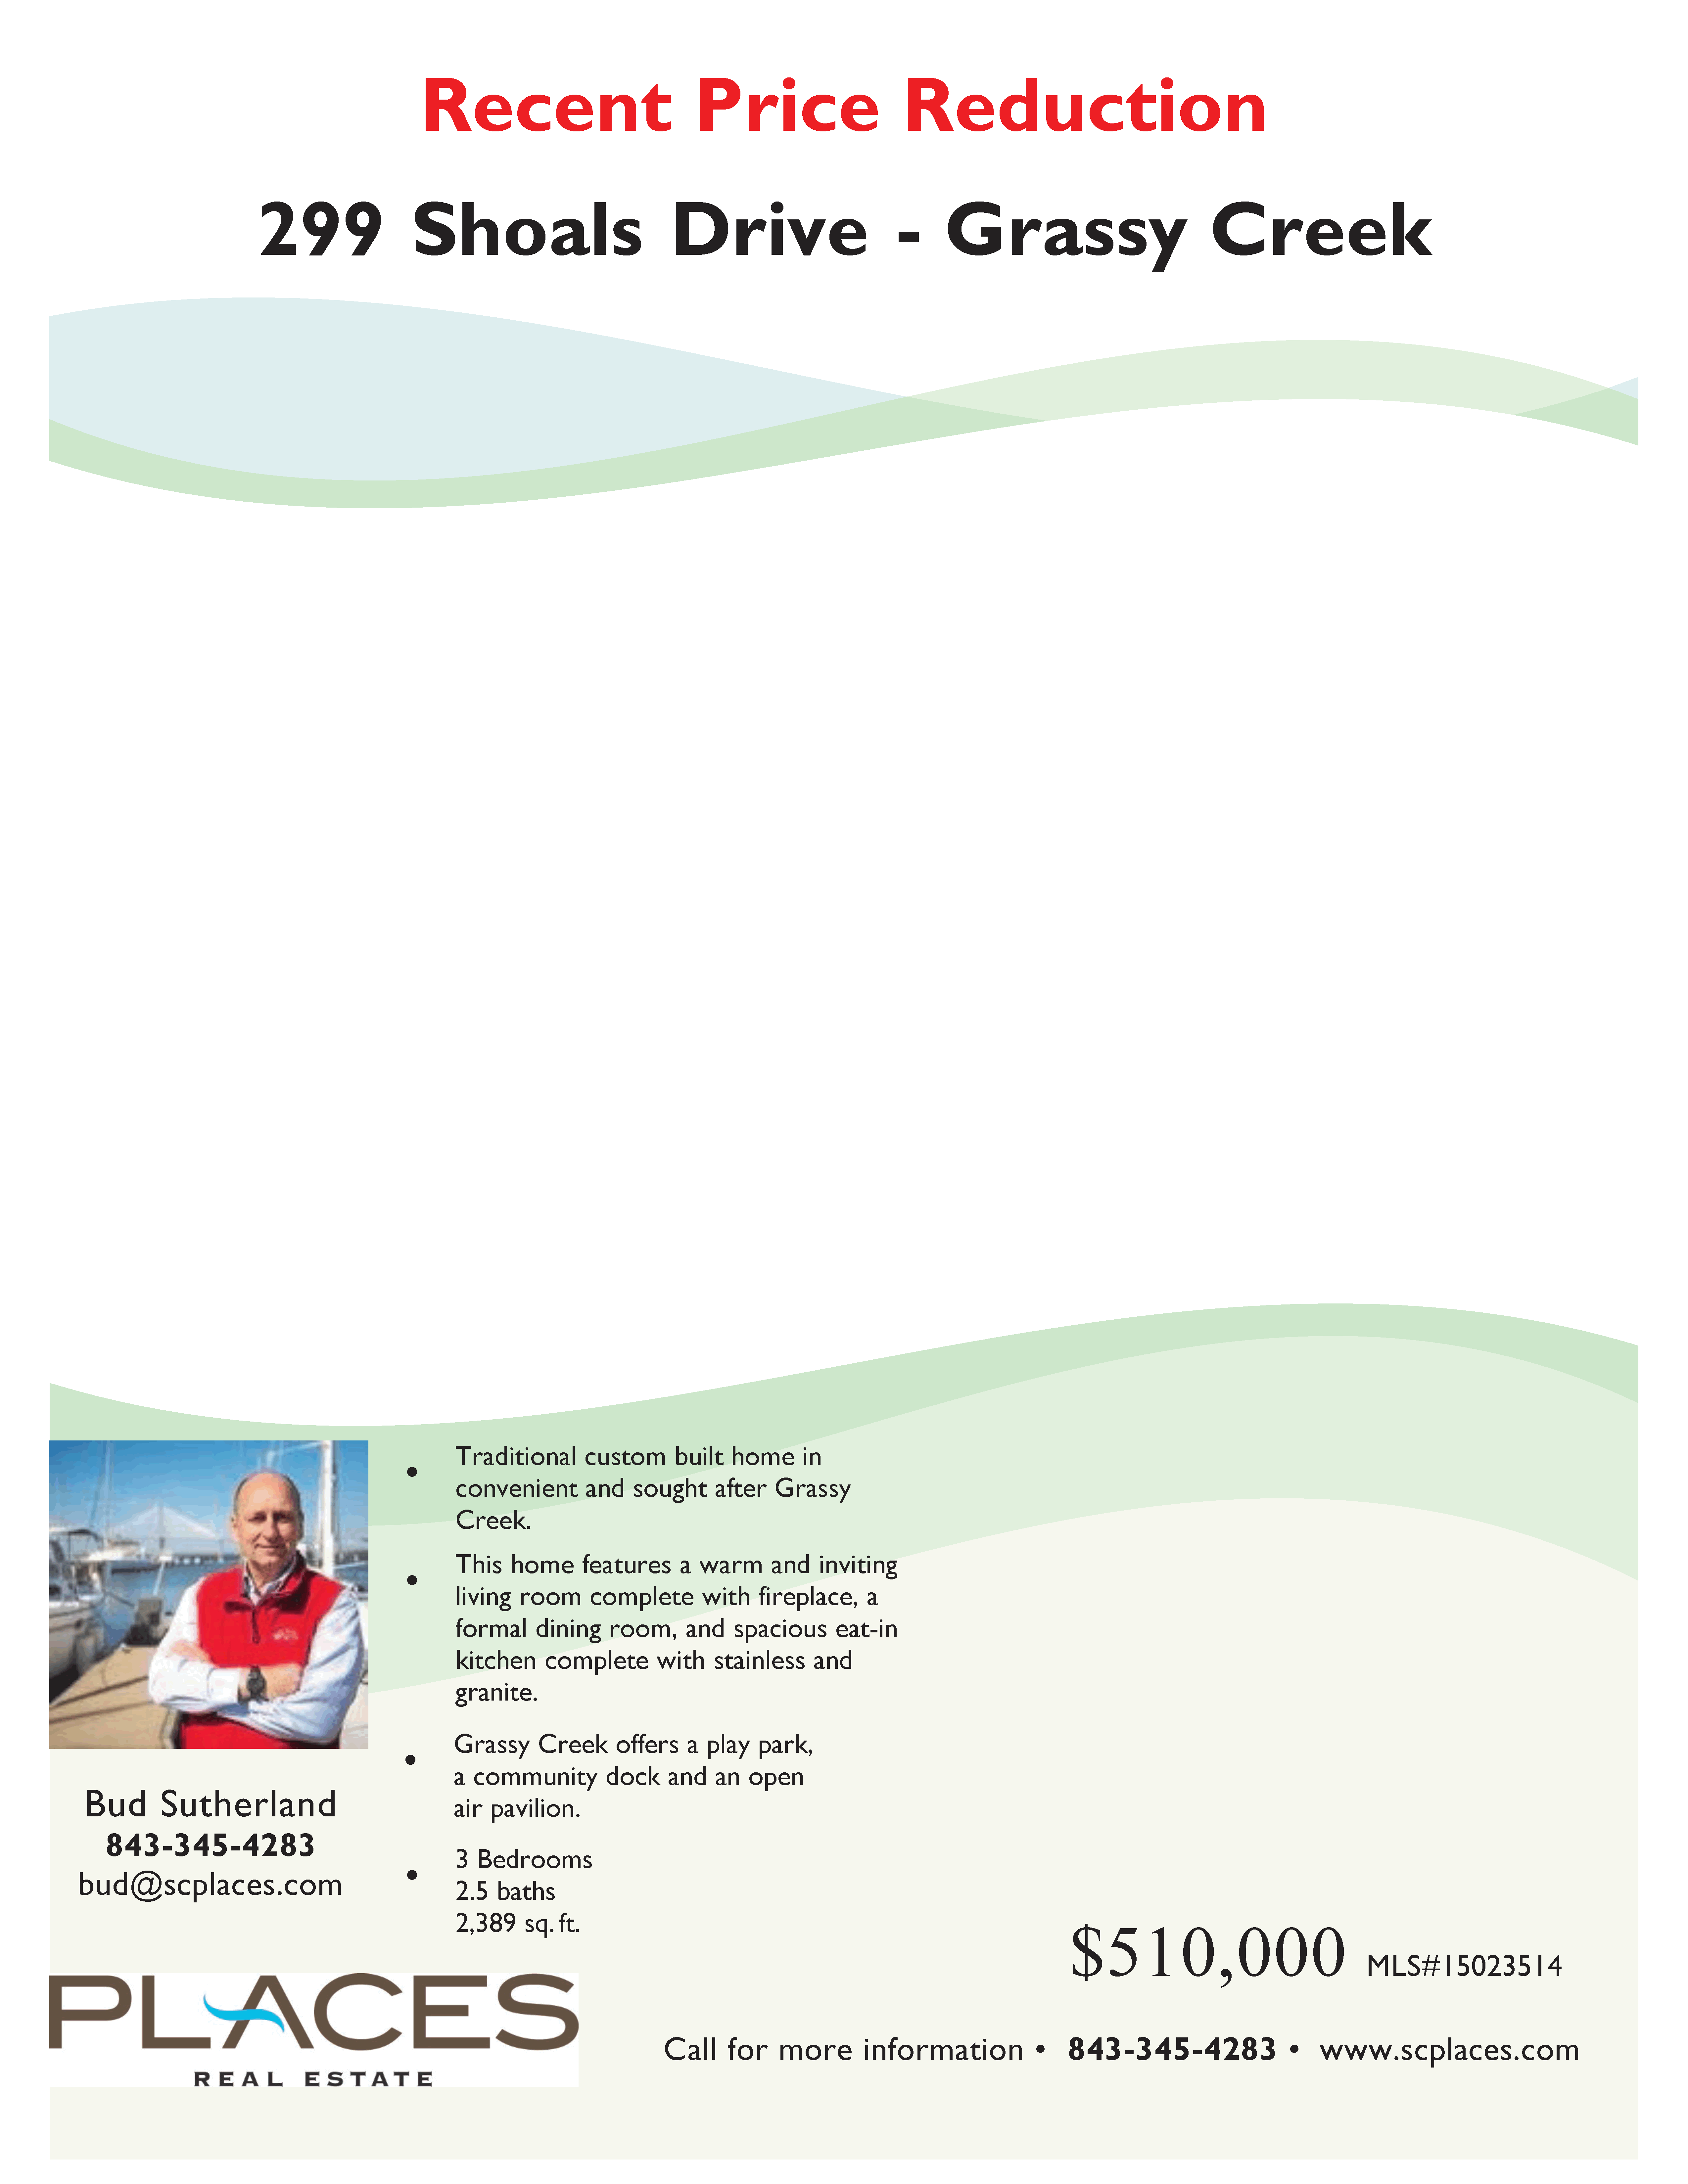 Recent Price Reduction
299 Shoals Drive - Grassy Creek
• Traditional custom built home in
convenient and sought after Grassy
Creek.
• This home features a warm and inviting
living room complete with fireplace, a
formal dining room, and spacious eat-in
kitchen complete with stainless and
granite.
• Grassy Creek offers a play park,
a community dock and an open
air pavilion.
• 3 Bedrooms
2.5 baths
2,389 sq. ft.
Bud Sutherland
843-345-4283
bud@scplaces.com
PLACES
REAL ESTATE
$510,000 MLS#15023514
Call for more information • 843-345-4283 • www.scplaces.com